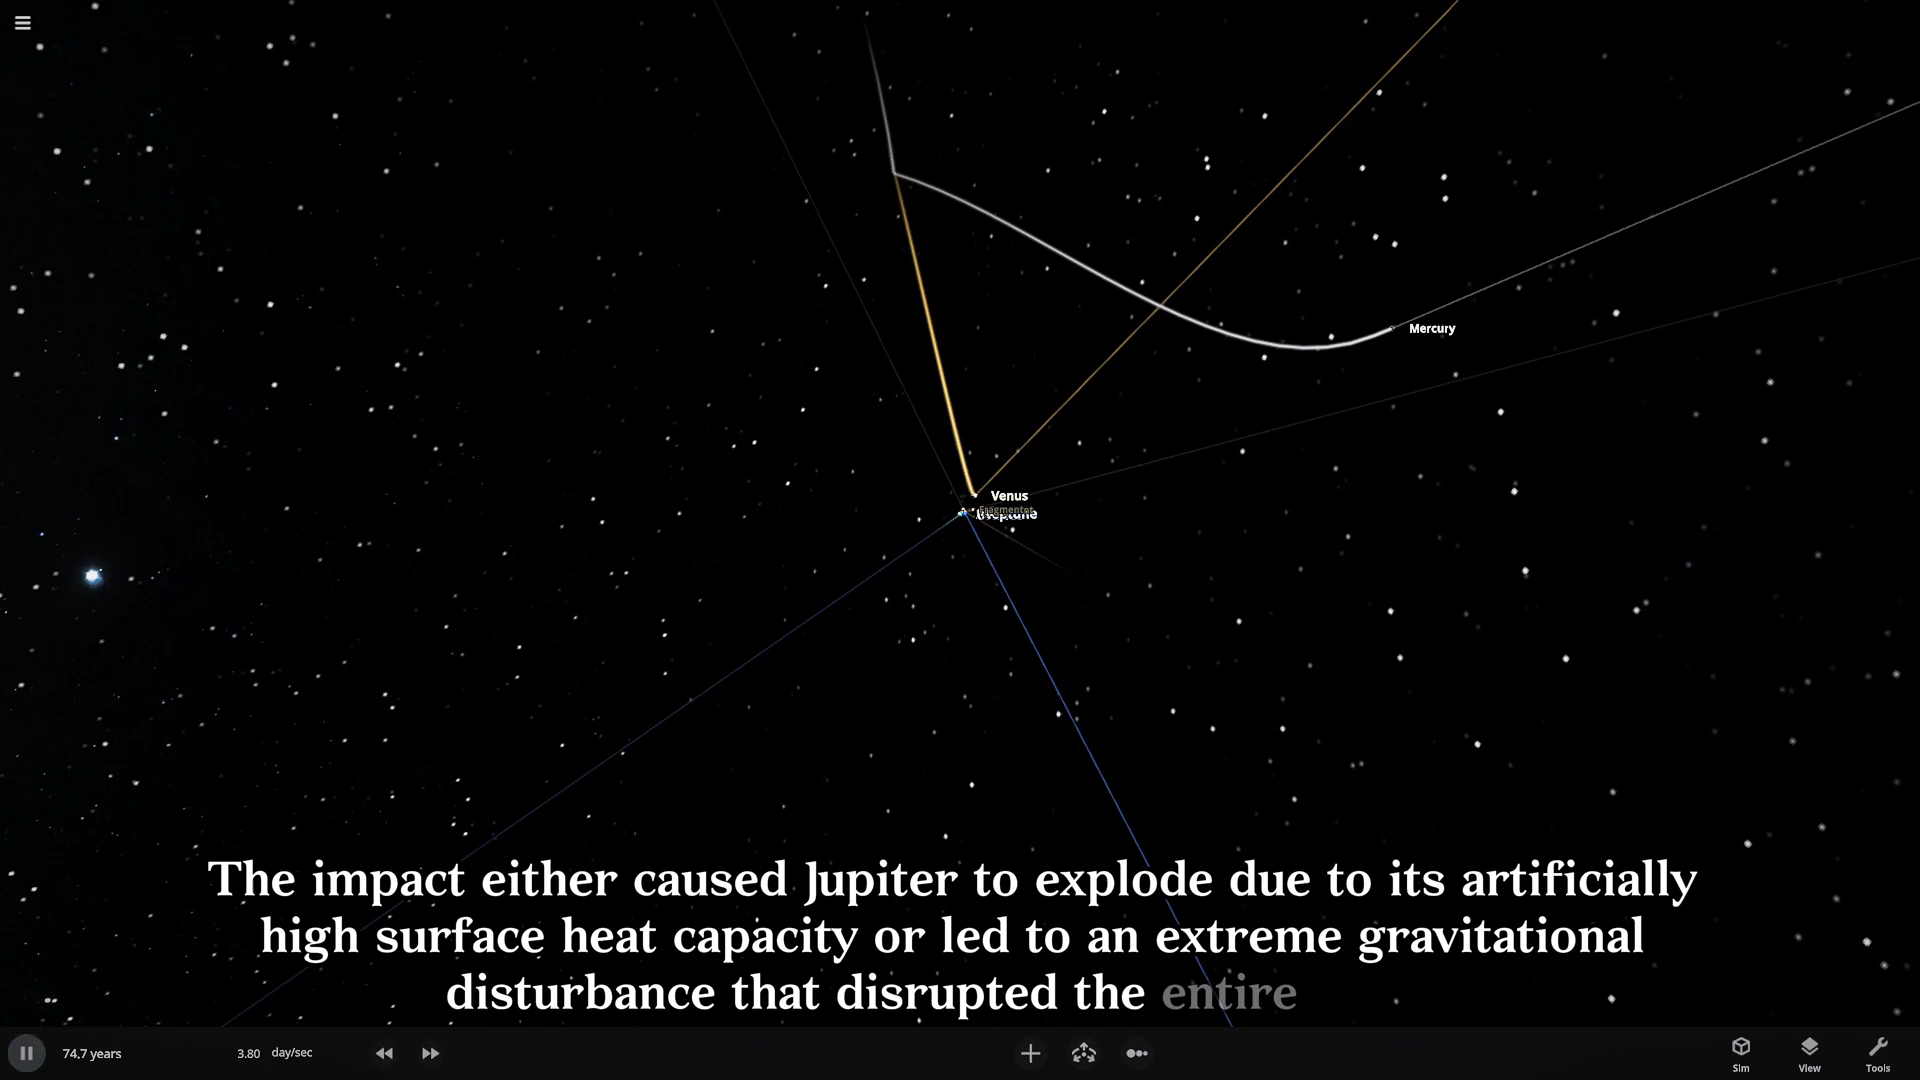 Mercury
Venus
Fragment
Neptune
The impact either caused Jupiter to explode due to its artificially
high surface heat capacity or led to an extreme gravitational
disturbance that disrupted the entire
74.7 years
3.80 day/sec
Sim
View
Tools